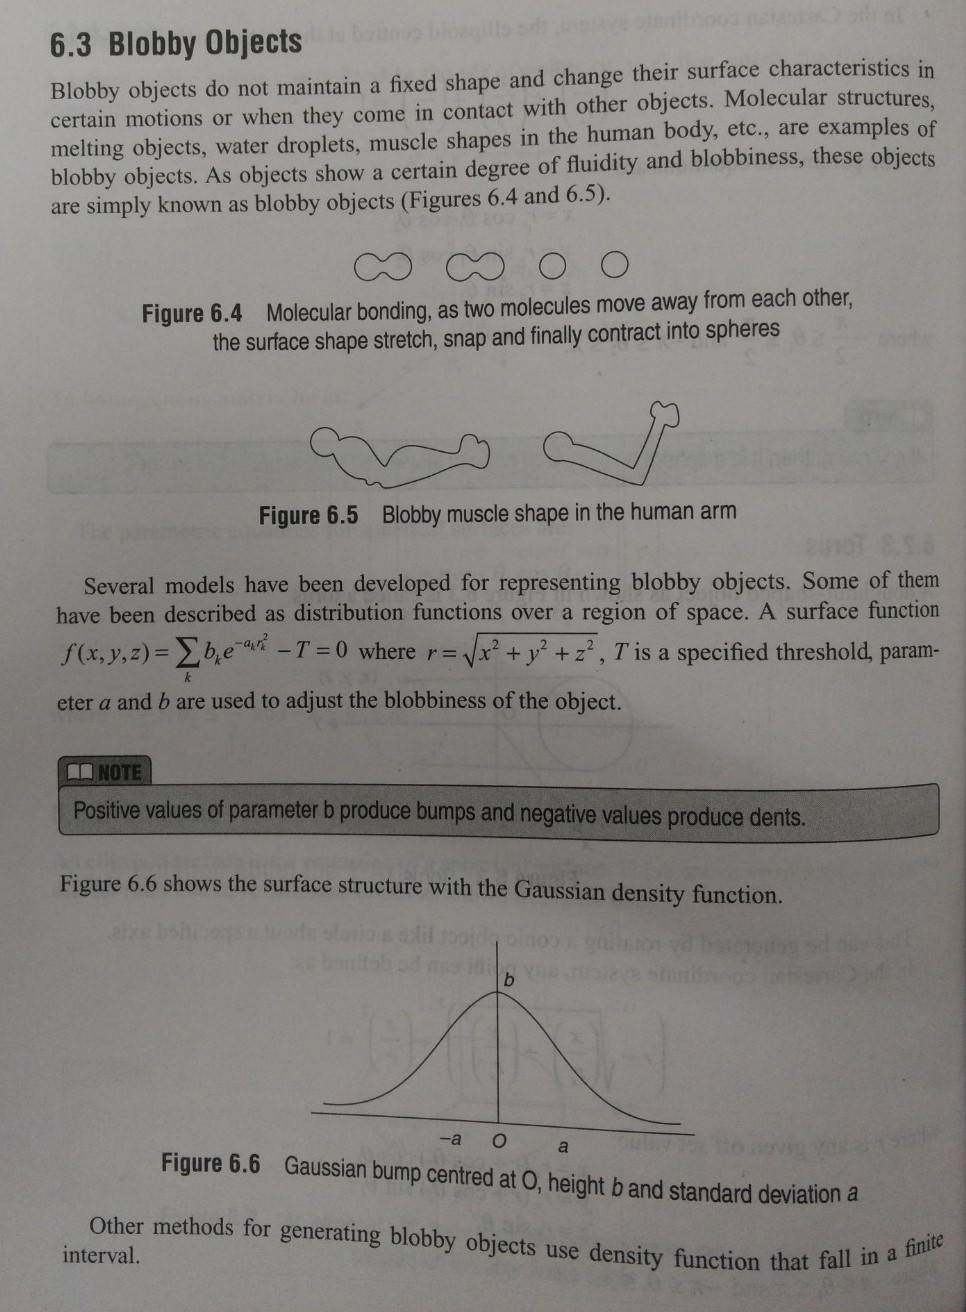 6.3 Blobby Objects
Blobby objects do not maintain a fixed shape and change their surface characteristics in
certain motions or when they come in contact with other objects. Molecular structures,
melting objects, water droplets, muscle shapes in the human body, etc., are examples of
blobby objects. As objects show a certain degree of fluidity and blobbiness, these objects
are simply known as blobby objects (Figures 6.4 and 6.5).
Figure 6.4 Molecular bonding, as two molecules move away from each other,
the surface shape stretch, snap and finally contract into spheres
Figure 6.5 Blobby muscle shape in the human arm
Several models have been developed for representing blobby objects. Some of them
have been described as distribution functions over a region of space. A surface function
f(x,y,z) = ∑_k b_k e^{-a_k r_k^2} − T = 0 where r = √(x² + y² + z²), T is a specified threshold, param-
eter a and b are used to adjust the blobbiness of the object.
NOTE
Positive values of parameter b produce bumps and negative values produce dents.
Figure 6.6 shows the surface structure with the Gaussian density function.
b
−a O a
Figure 6.6 Gaussian bump centred at O, height b and standard deviation a
Other methods for generating blobby objects use density function that fall in a finite
interval.